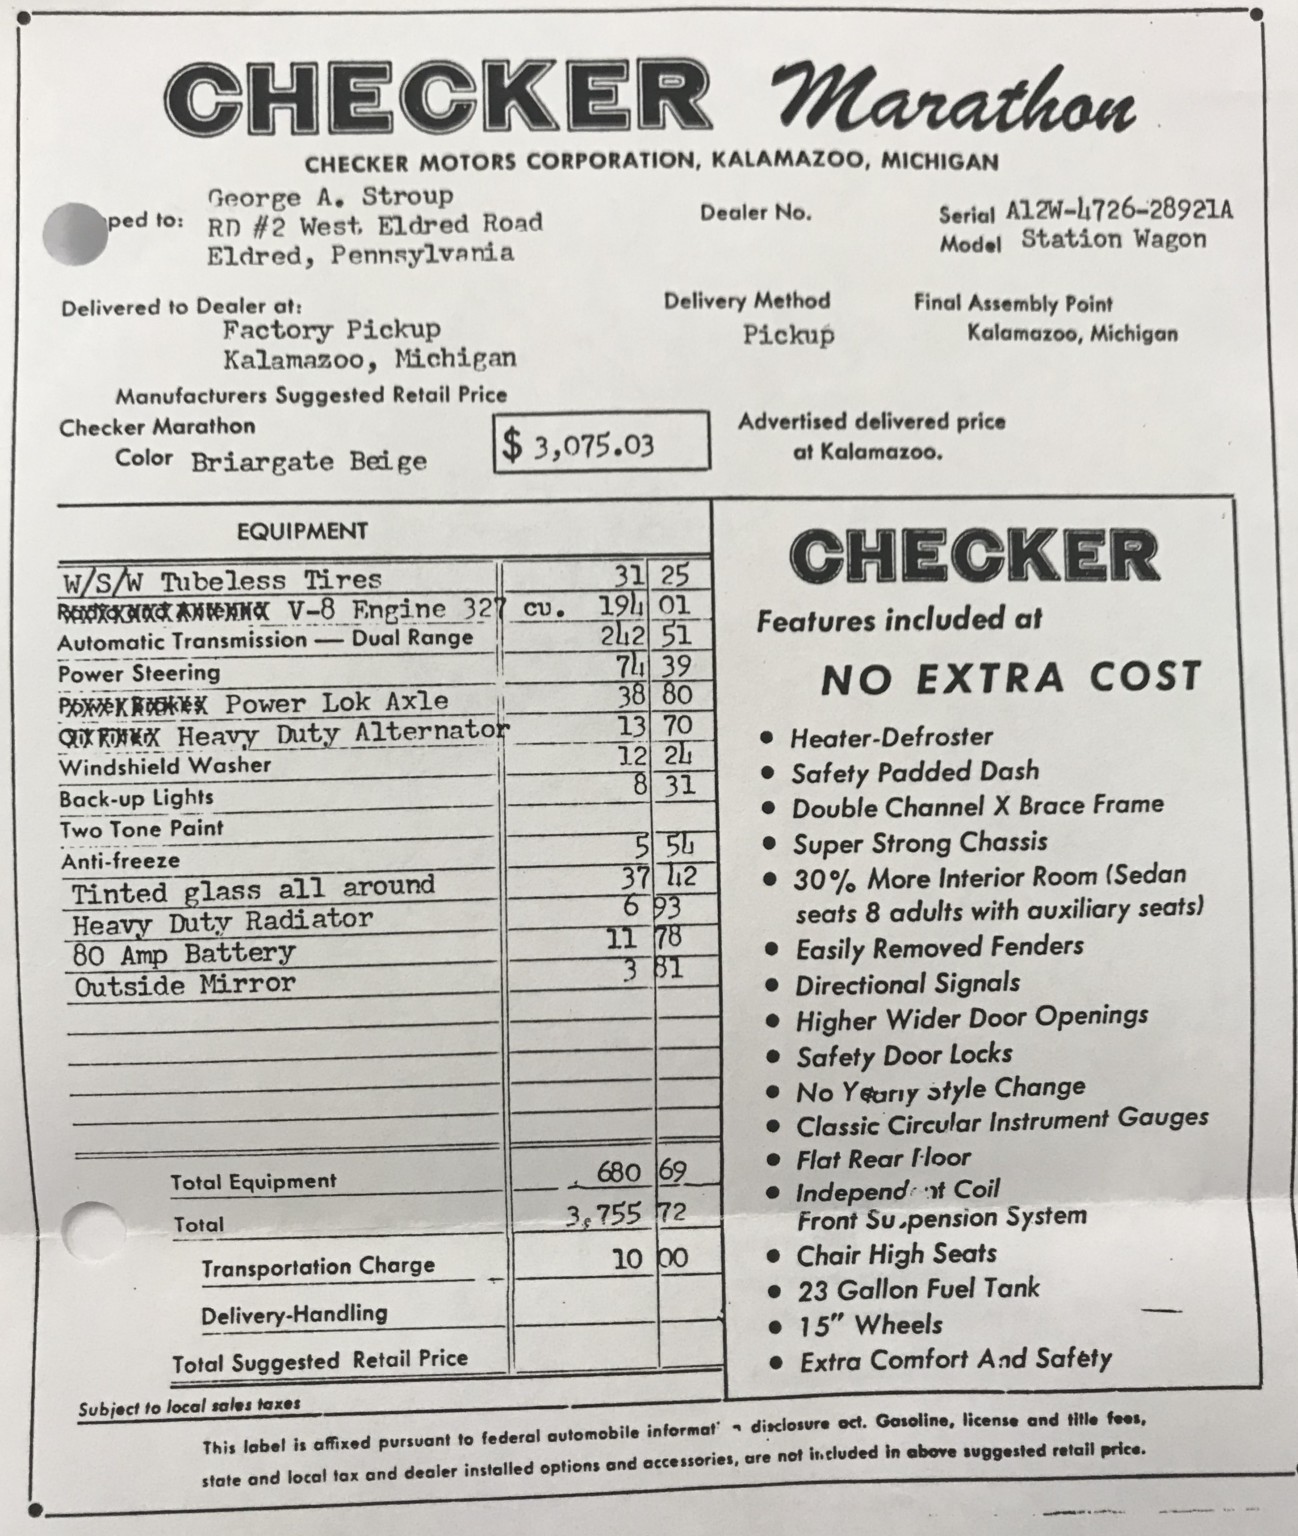 CHECKER Marathon
CHECKER MOTORS CORPORATION, KALAMAZOO, MICHIGAN
ped to: George A. Stroup
RD #2 West Eldred Road
Eldred, Pennsylvania
Dealer No.
Serial A12W-4726-28921A
Model Station Wagon
Delivered to Dealer at:
Factory Pickup
Kalamazoo, Michigan
Delivery Method
Pickup
Final Assembly Point
Kalamazoo, Michigan
Manufacturers Suggested Retail Price
Checker Marathon
Color Briargate Beige
$ 3,075.03
Advertised delivered price
at Kalamazoo.
EQUIPMENT
W/S/W Tubeless Tires 31 25
V-8 Engine 327 cu. 194 01
Automatic Transmission — Dual Range 242 51
Power Steering 74 39
Power Lok Axle 38 80
Heavy Duty Alternator 13 70
Windshield Washer 12 24
Back-up Lights 8 31
Two Tone Paint
Anti-freeze 5 54
Tinted glass all around 37 42
Heavy Duty Radiator 6 93
80 Amp Battery 11 78
Outside Mirror 3 81
Total Equipment 680 69
Total 3,755 72
Transportation Charge 10 00
Delivery-Handling
Total Suggested Retail Price
CHECKER
Features included at
NO EXTRA COST
• Heater-Defroster
• Safety Padded Dash
• Double Channel X Brace Frame
• Super Strong Chassis
• 30% More Interior Room (Sedan
seats 8 adults with auxiliary seats)
• Easily Removed Fenders
• Directional Signals
• Higher Wider Door Openings
• Safety Door Locks
• No Yearly Style Change
• Classic Circular Instrument Gauges
• Flat Rear Floor
• Independent Coil
Front Suspension System
• Chair High Seats
• 23 Gallon Fuel Tank
• 15" Wheels
• Extra Comfort And Safety
Subject to local sales taxes
This label is affixed pursuant to federal automobile information disclosure act. Gasoline, license and title fees,
state and local tax and dealer installed options and accessories, are not included in above suggested retail price.